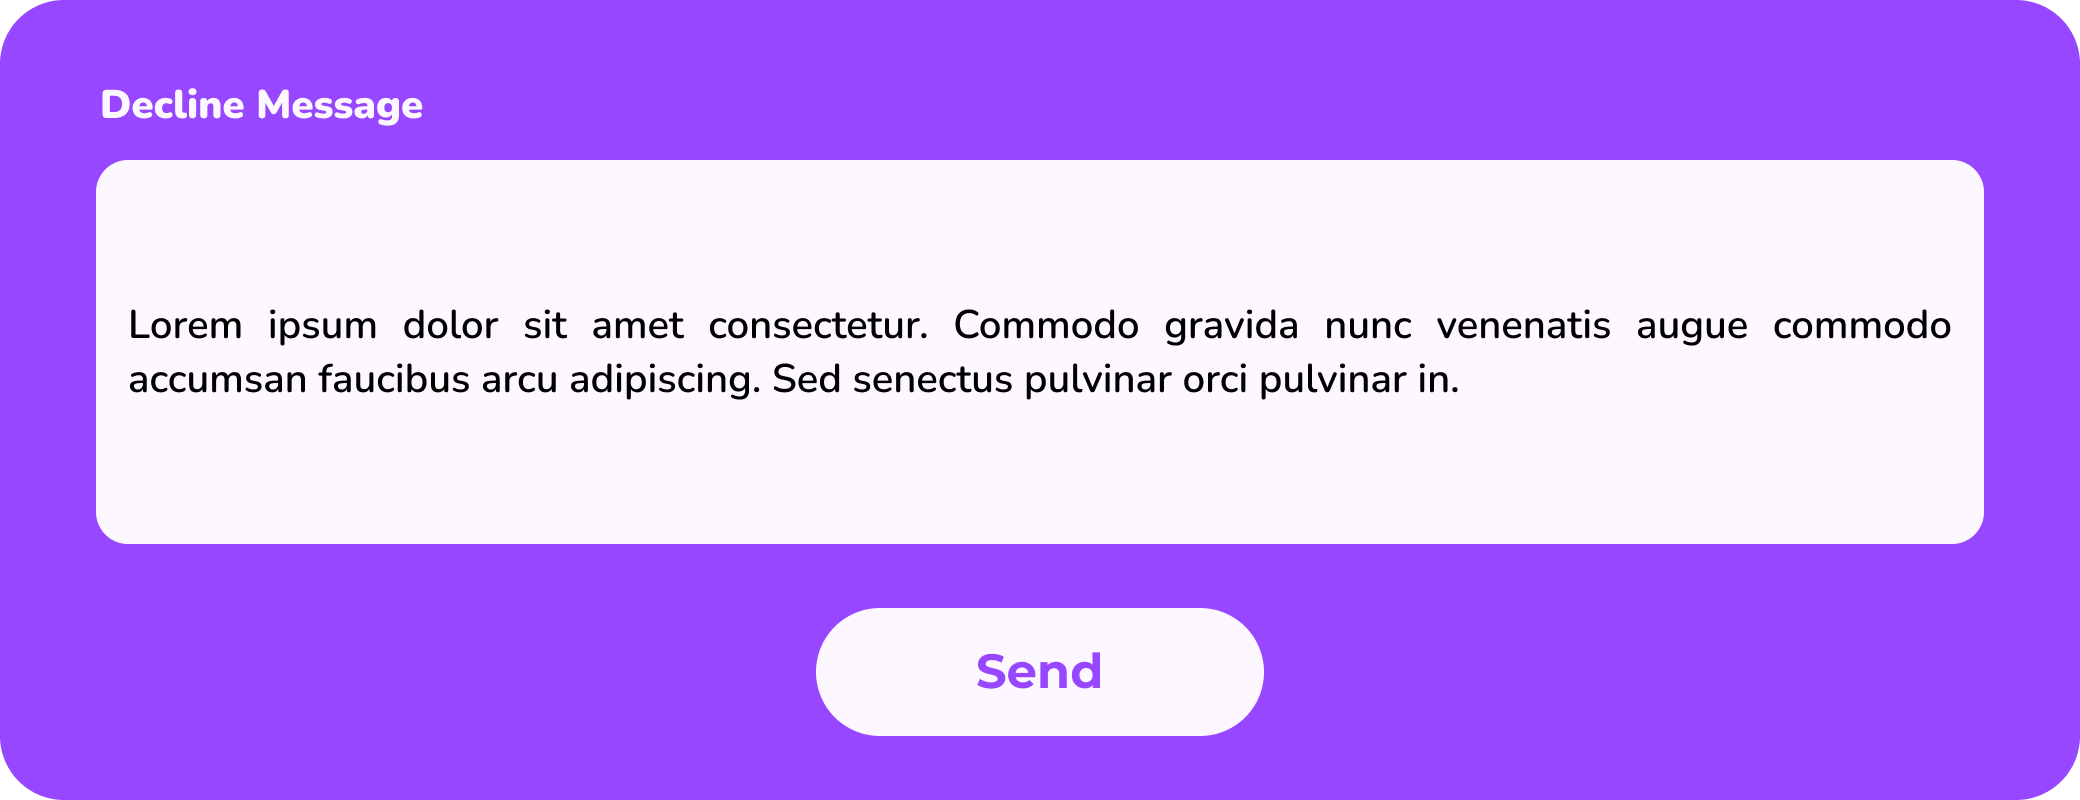 Decline Message
Lorem ipsum dolor sit amet consectetur. Commodo gravida nunc venenatis augue commodo
accumsan faucibus arcu adipiscing. Sed senectus pulvinar orci pulvinar in.
Send